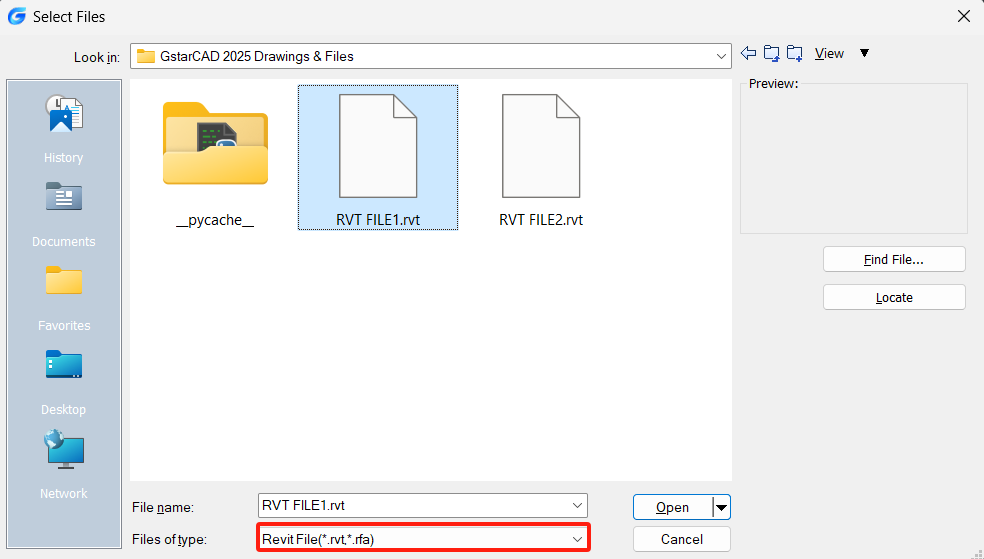 Select Files
Look in:
GstarCAD 2025 Drawings & Files
View
History
Documents
Favorites
Desktop
Network
__pycache__
RVT FILE1.rvt
RVT FILE2.rvt
Preview:
Find File...
Locate
File name:
RVT FILE1.rvt
Open
Files of type:
Revit File(*.rvt,*.rfa)
Cancel